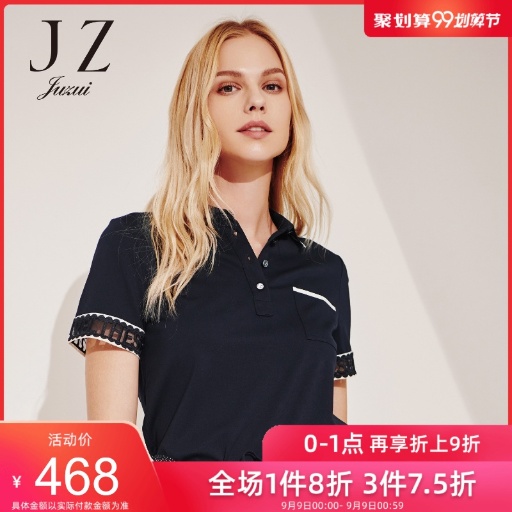 JZ
Juzui
聚划算99划算节
活动价
¥ 468
具体金额以实际付款金额为准
0-1点 再享折上9折
全场1件8折 3件7.5折
9月9日00:00- 9月9日00:59